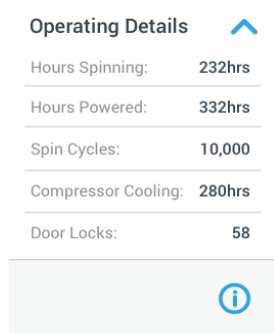 Operating Details
Hours Spinning: 232hrs
Hours Powered: 332hrs
Spin Cycles: 10,000
Compressor Cooling: 280hrs
Door Locks: 58